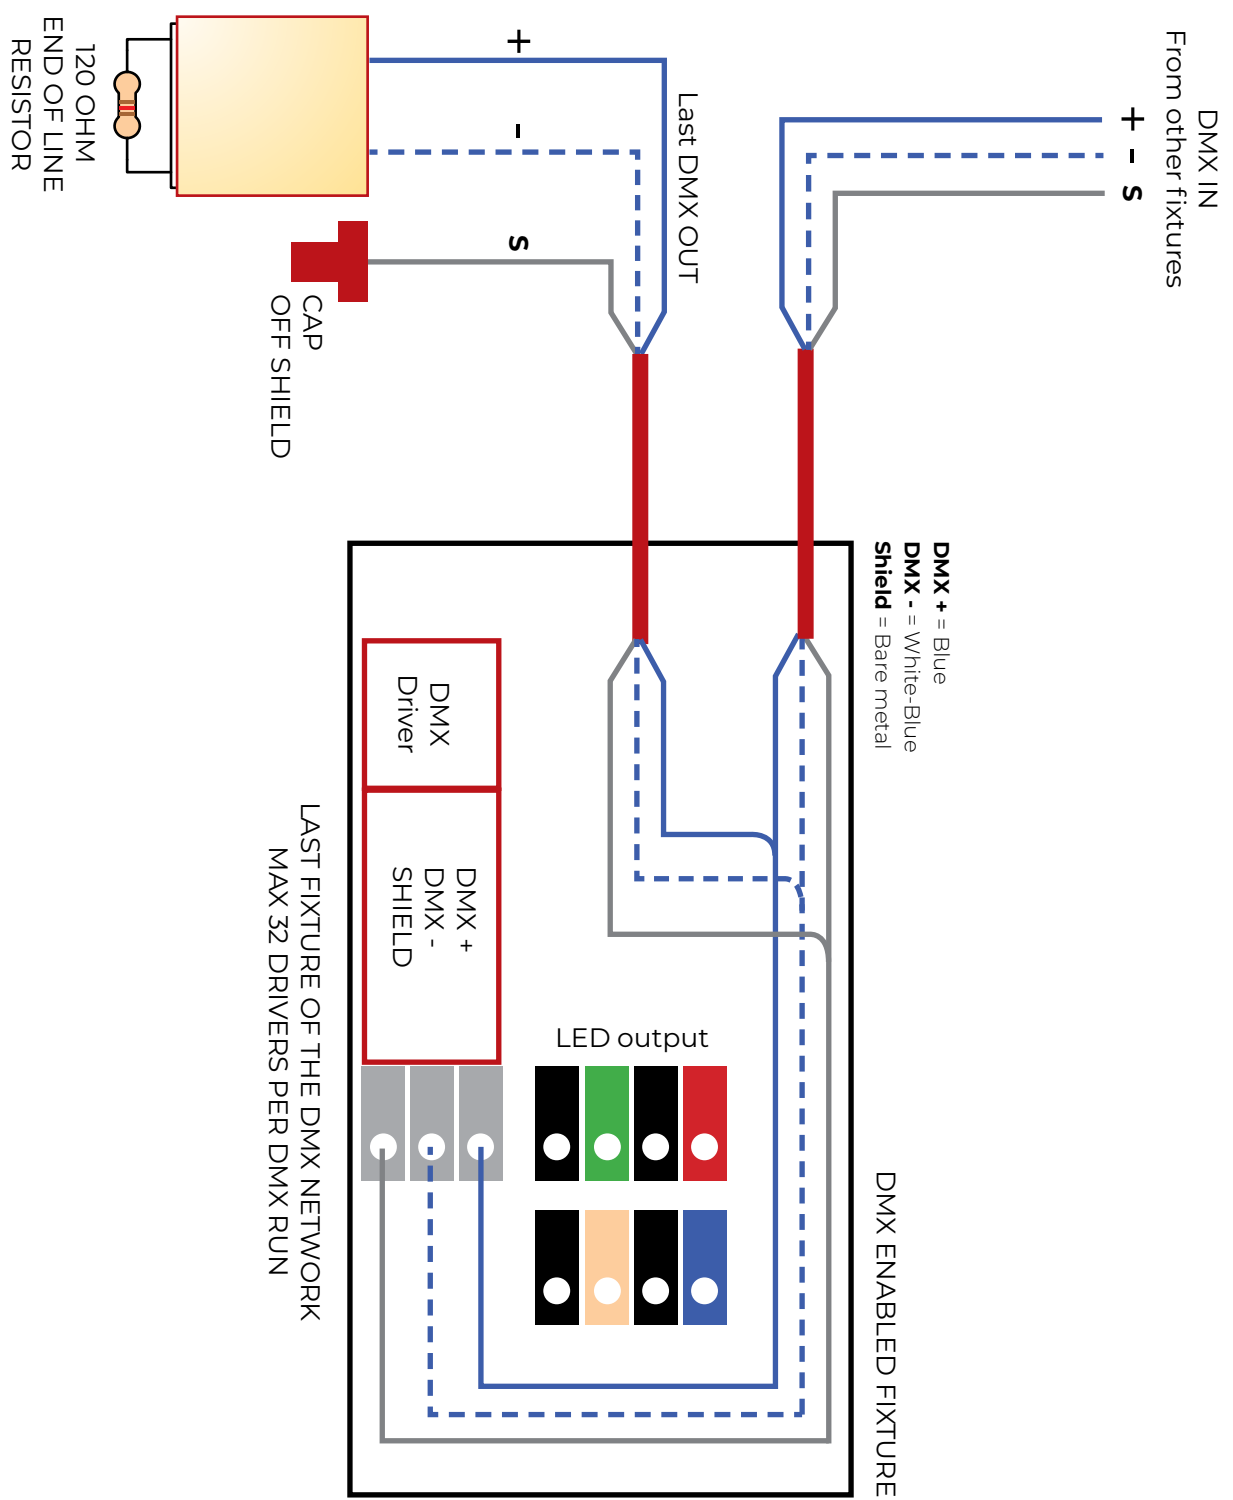 DMX IN
From other fixtures
+
-
S
Last DMX OUT
+
-
S
120 OHM
END OF LINE
RESISTOR
CAP
OFF SHIELD
DMX + = Blue
DMX - = White-Blue
Shield = Bare metal
DMX
Driver
DMX +
DMX -
SHIELD
LED output
LAST FIXTURE OF THE DMX NETWORK
MAX 32 DRIVERS PER DMX RUN
DMX ENABLED FIXTURE